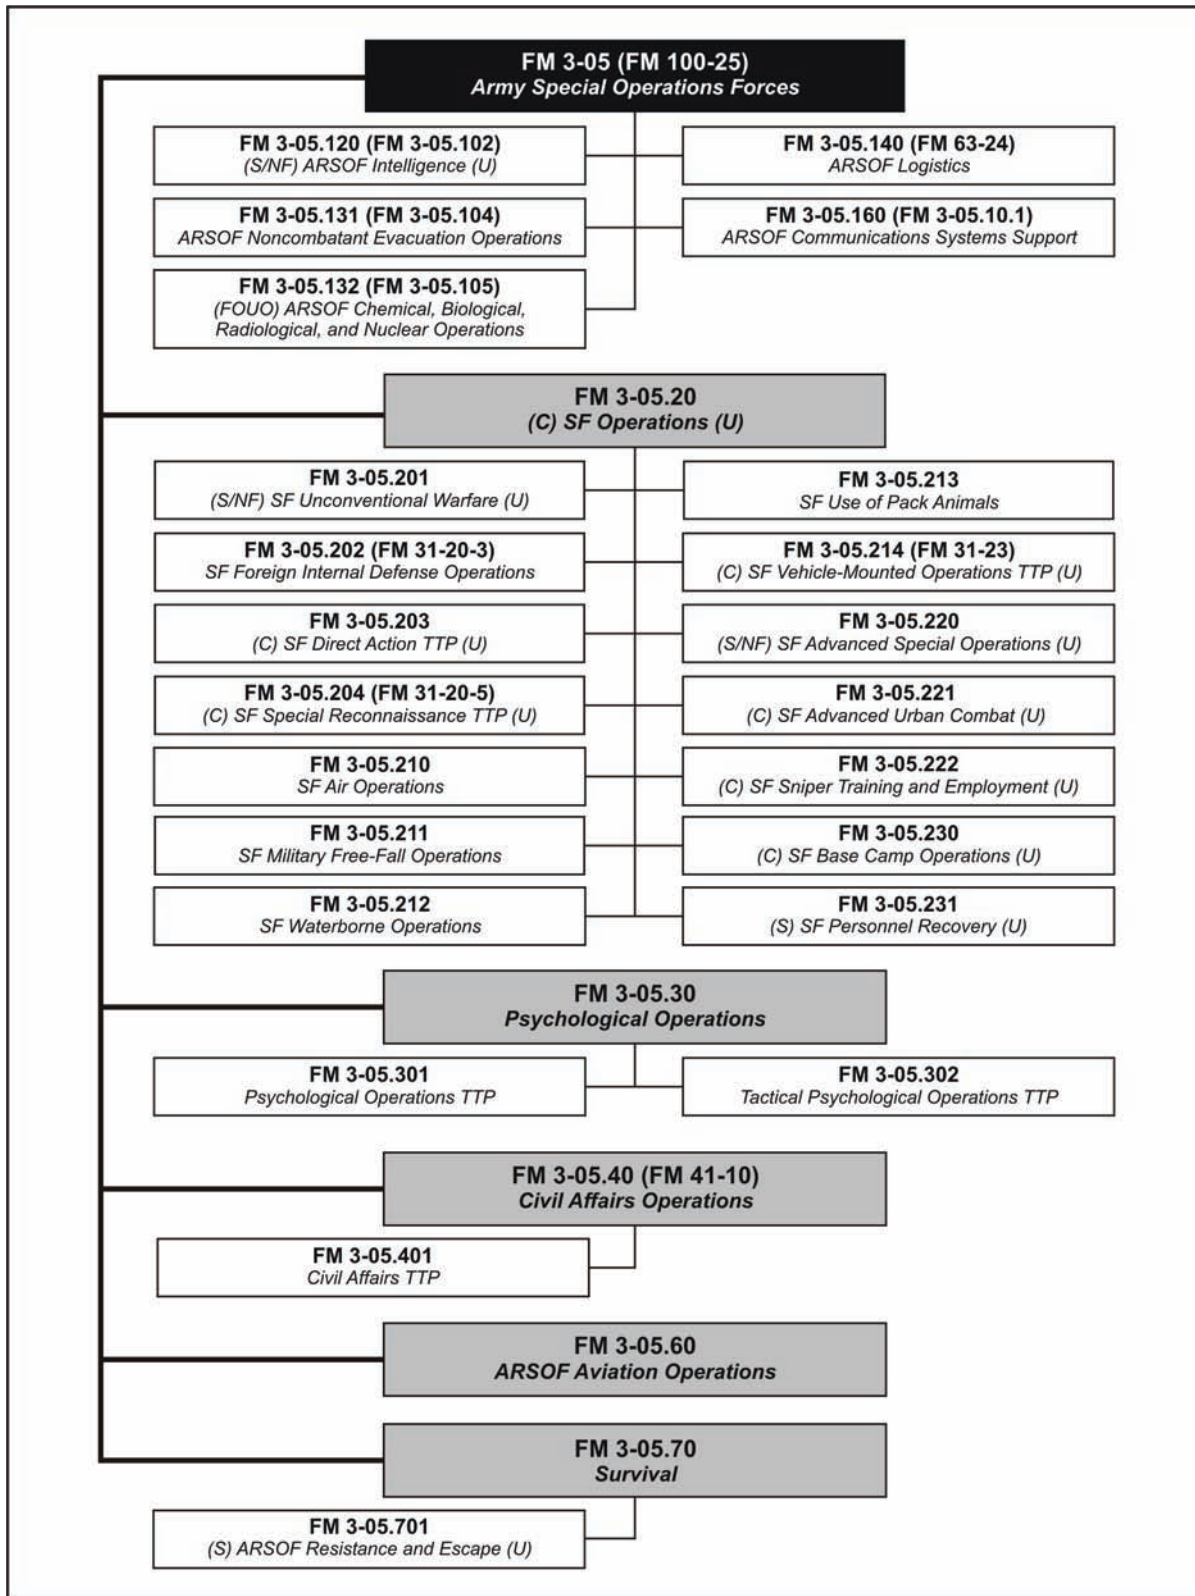 FM 3-05 (FM 100-25)
Army Special Operations Forces
FM 3-05.120 (FM 3-05.102)
(S/NF) ARSOF Intelligence (U)
FM 3-05.140 (FM 63-24)
ARSOF Logistics
FM 3-05.131 (FM 3-05.104)
ARSOF Noncombatant Evacuation Operations
FM 3-05.160 (FM 3-05.10.1)
ARSOF Communications Systems Support
FM 3-05.132 (FM 3-05.105)
(FOUO) ARSOF Chemical, Biological,
Radiological, and Nuclear Operations
FM 3-05.20
(C) SF Operations (U)
FM 3-05.201
(S/NF) SF Unconventional Warfare (U)
FM 3-05.213
SF Use of Pack Animals
FM 3-05.202 (FM 31-20-3)
SF Foreign Internal Defense Operations
FM 3-05.214 (FM 31-23)
(C) SF Vehicle-Mounted Operations TTP (U)
FM 3-05.203
(C) SF Direct Action TTP (U)
FM 3-05.220
(S/NF) SF Advanced Special Operations (U)
FM 3-05.204 (FM 31-20-5)
(C) SF Special Reconnaissance TTP (U)
FM 3-05.221
(C) SF Advanced Urban Combat (U)
FM 3-05.210
SF Air Operations
FM 3-05.222
(C) SF Sniper Training and Employment (U)
FM 3-05.211
SF Military Free-Fall Operations
FM 3-05.230
(C) SF Base Camp Operations (U)
FM 3-05.212
SF Waterborne Operations
FM 3-05.231
(S) SF Personnel Recovery (U)
FM 3-05.30
Psychological Operations
FM 3-05.301
Psychological Operations TTP
FM 3-05.302
Tactical Psychological Operations TTP
FM 3-05.40 (FM 41-10)
Civil Affairs Operations
FM 3-05.401
Civil Affairs TTP
FM 3-05.60
ARSOF Aviation Operations
FM 3-05.70
Survival
FM 3-05.701
(S) ARSOF Resistance and Escape (U)